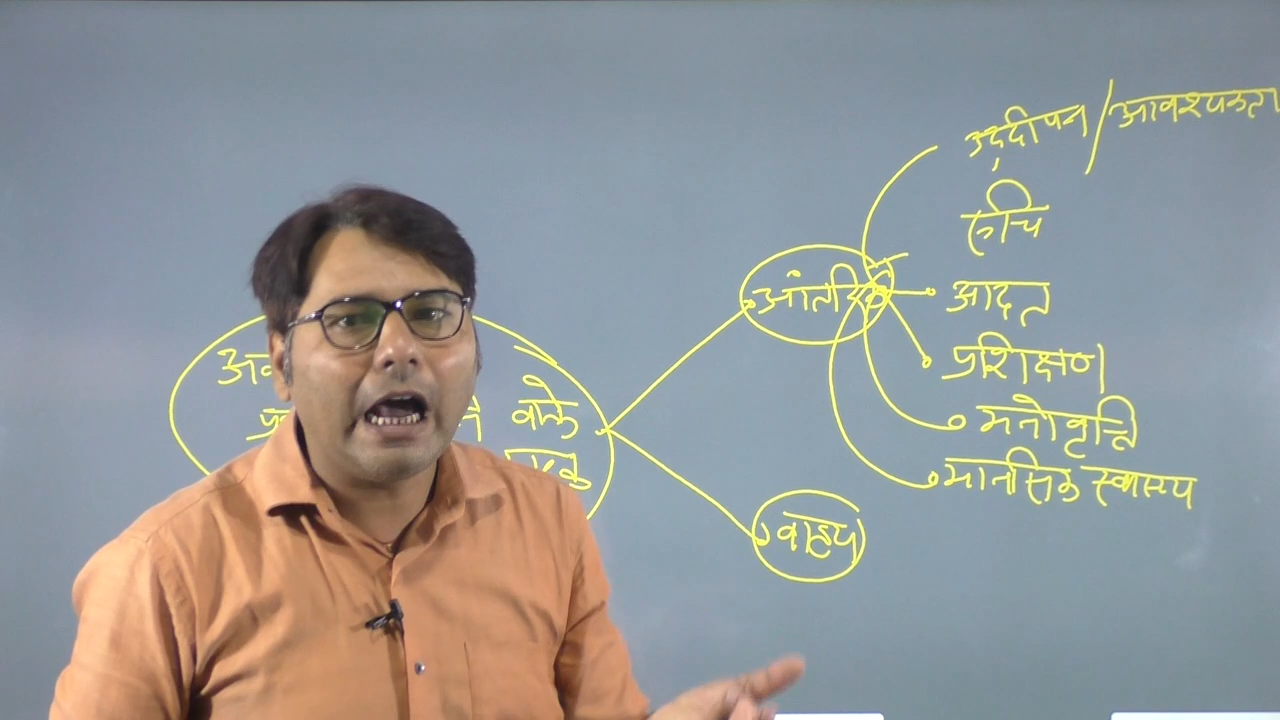 उद्दीपन / आवश्यकता
रूचि
आंतरिक
आदत
प्रशिक्षण
वाले
मनोवृत्ति
मानसिक स्वास्थ्य
वाह्य